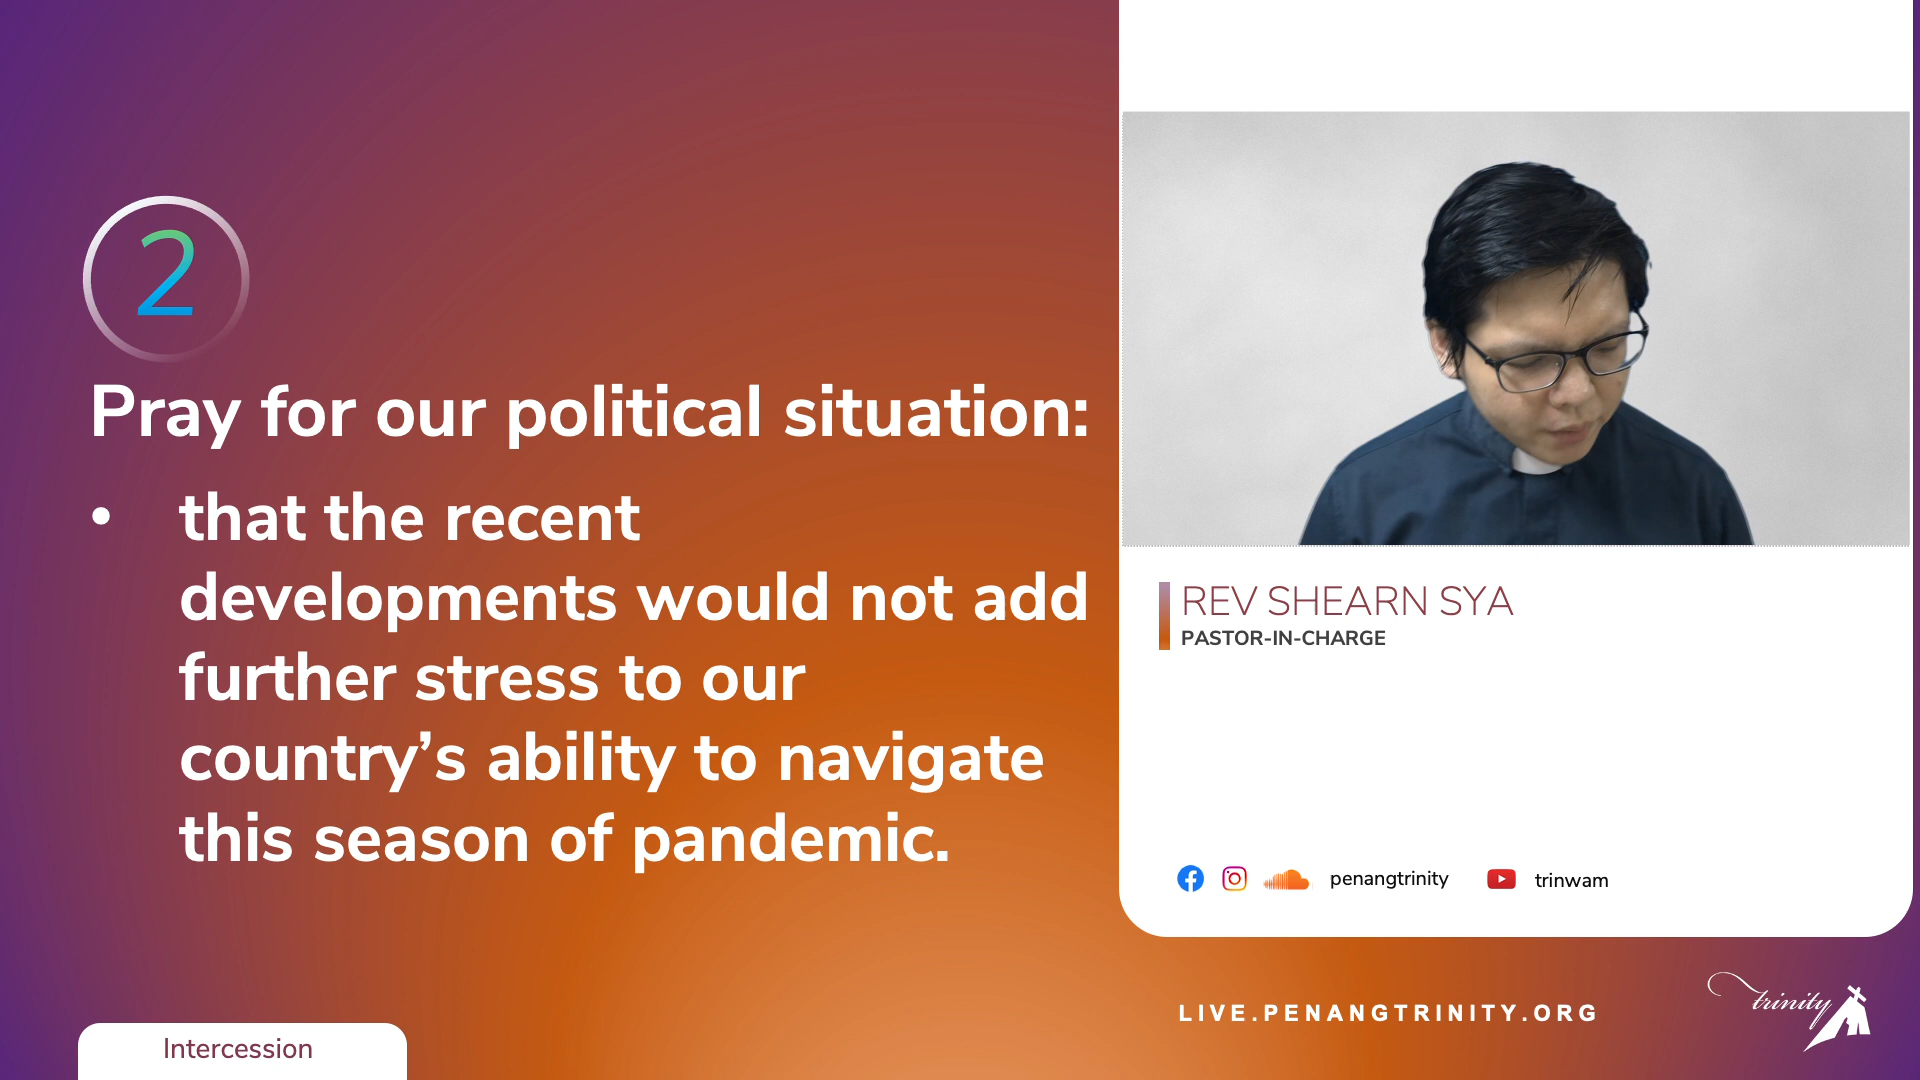 2
Pray for our political situation:
• that the recent
developments would not add
further stress to our
country’s ability to navigate
this season of pandemic.
REV SHEARN SYA
PASTOR-IN-CHARGE
penangtrinity
trinwam
LIVE.PENANGTRINITY.ORG
trinity
Intercession